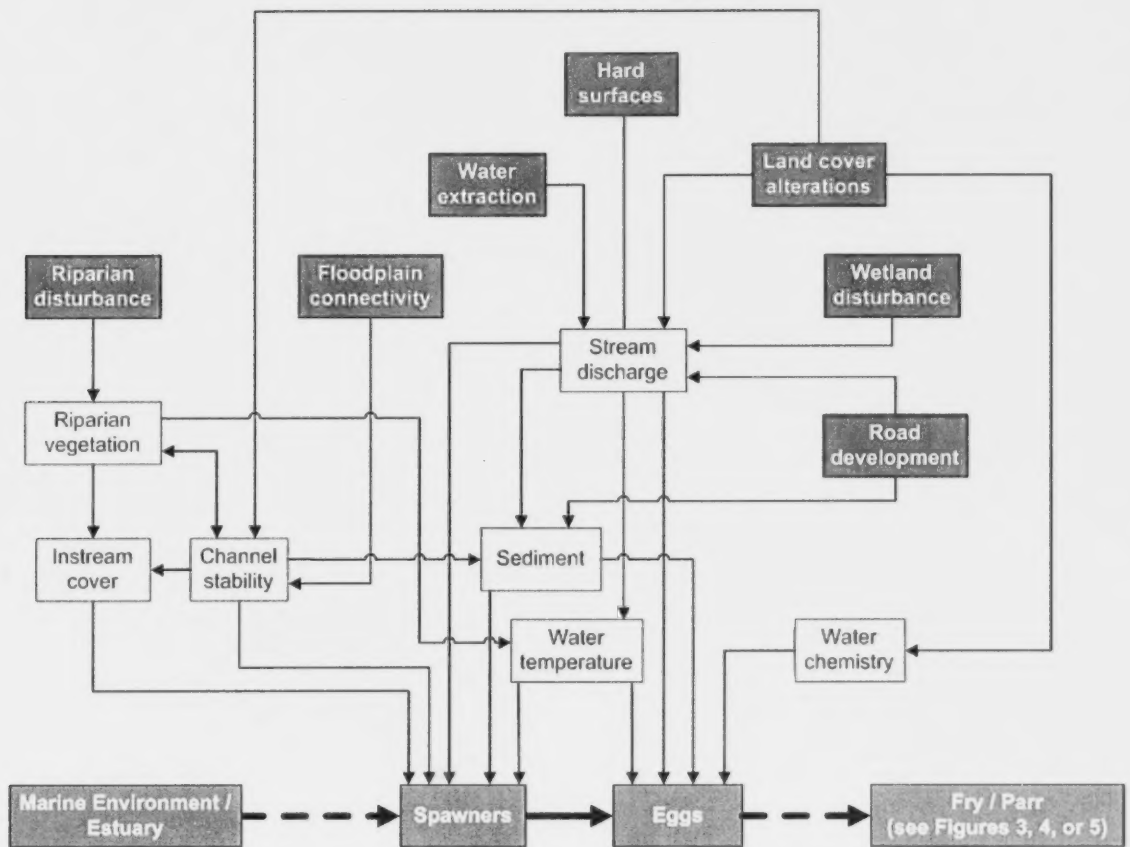 Hard
surfaces
Water
extraction
Land cover
alterations
Riparian
disturbance
Floodplain
connectivity
Wetland
disturbance
Stream
discharge
Riparian
vegetation
Road
development
Instream
cover
Channel
stability
Sediment
Water
temperature
Water
chemistry
Marine Environment /
Estuary
Spawners
Eggs
Fry / Parr
(see Figures 3, 4, or 5)